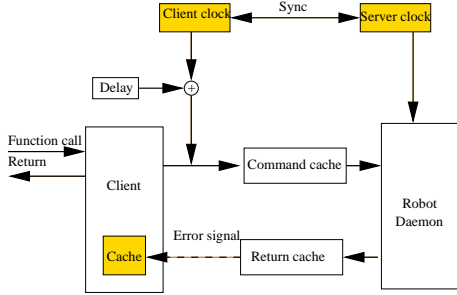 Client clock
Sync
Server clock
Delay
+
Function call
Return
Client
Command cache
Robot
Daemon
Error signal
Cache
Return cache